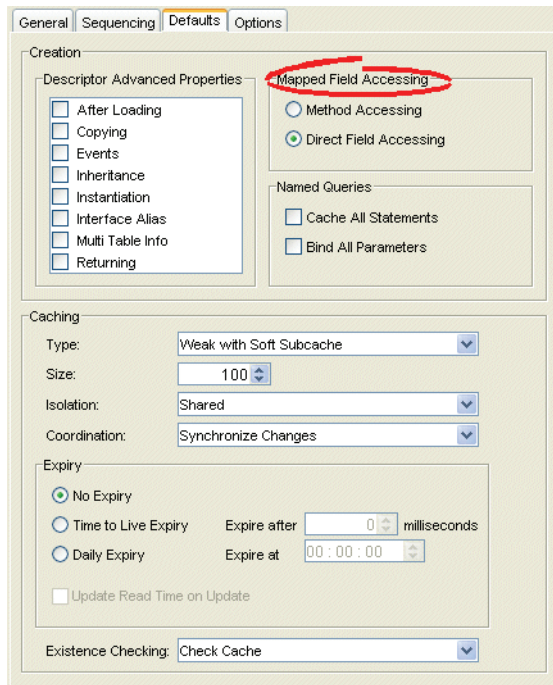 General Sequencing Defaults Options
Creation
Descriptor Advanced Properties
After Loading
Copying
Events
Inheritance
Instantiation
Interface Alias
Multi Table Info
Returning
Mapped Field Accessing
Method Accessing
Direct Field Accessing
Named Queries
Cache All Statements
Bind All Parameters
Caching
Type: Weak with Soft Subcache
Size: 100
Isolation: Shared
Coordination: Synchronize Changes
Expiry
No Expiry
Time to Live Expiry Expire after 0 milliseconds
Daily Expiry Expire at 00 : 00 : 00
Update Read Time on Update
Existence Checking: Check Cache